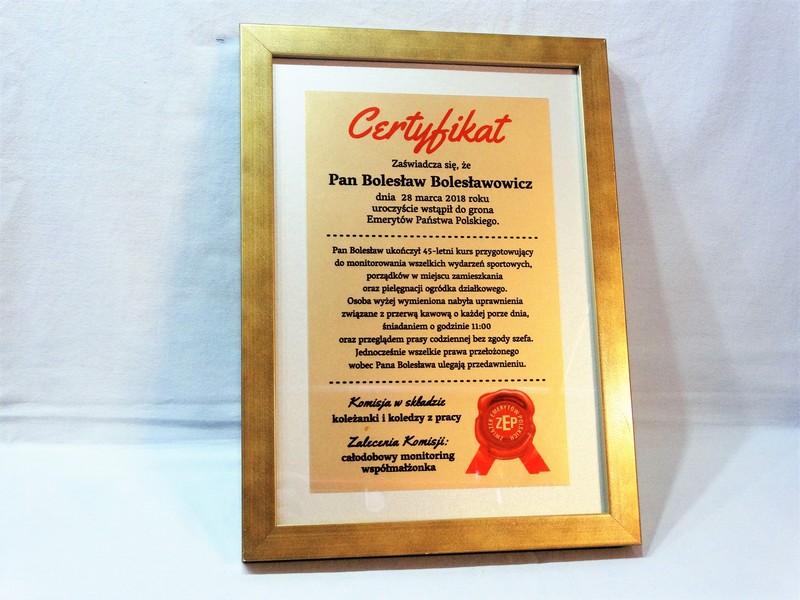 Certyfikat
Zaświadcza się, że
Pan Bolesław Bolesławowicz
dnia 28 marca 2018 roku
uroczyście wstąpił do grona
Emerytów Państwa Polskiego.
Pan Bolesław ukończył 45-letni kurs przygotowujący
do monitorowania wszelkich wydarzeń sportowych,
porządków w miejscu zamieszkania
oraz pielęgnacji ogródka działkowego.
Osoba wyżej wymieniona nabyła uprawnienia
związane z przerwą kawową o każdej porze dnia,
śniadaniem o godzinie 11:00
oraz przeglądem prasy codziennej bez zgody szefa.
Jednocześnie wszelkie prawa przełożonego
wobec Pana Bolesława ulegają przedawnieniu.
Komisja w składzie
koleżanki i koledzy z pracy
Zalecenia Komisji:
całodobowy monitoring
współmałżonka
ZWIĄZEK EMERYTÓW POLSKICH
ZEP